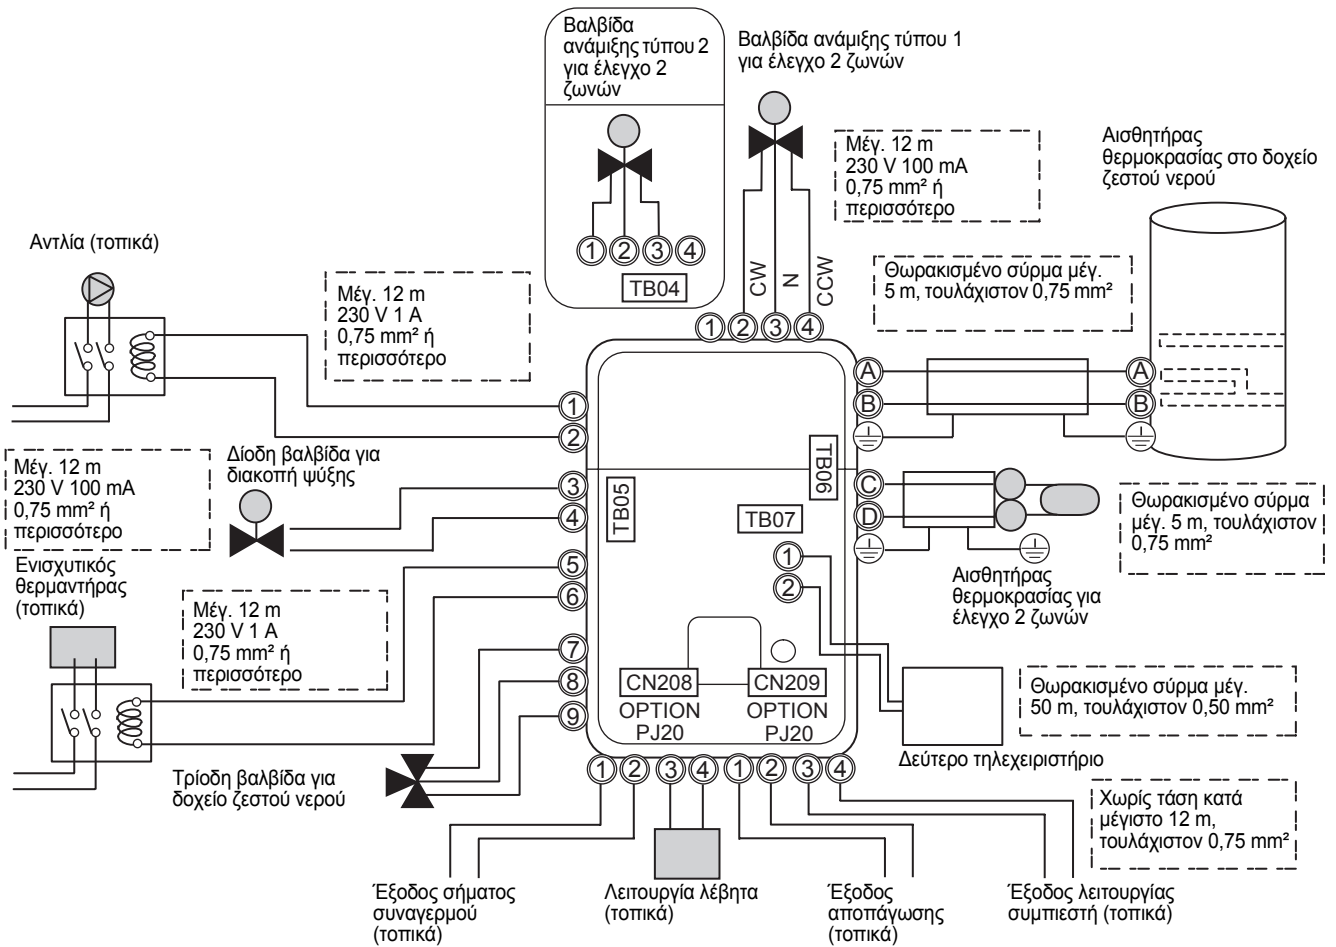 Βαλβίδα
ανάμιξης τύπου 2
για έλεγχο 2
ζωνών
1 2 3 4
TB04
Βαλβίδα ανάμιξης τύπου 1
για έλεγχο 2 ζωνών
CW
N
CCW
1 2 3 4
Μέγ. 12 m
230 V 100 mA
0,75 mm² ή
περισσότερο
Αισθητήρας
θερμοκρασίας στο δοχείο
ζεστού νερού
Αντλία (τοπικά)
Μέγ. 12 m
230 V 1 A
0,75 mm² ή
περισσότερο
Θωρακισμένο σύρμα μέγ.
5 m, τουλάχιστον 0,75 mm²
A
B
A
B
1
2
3
4
5
6
7
8
9
Μέγ. 12 m
230 V 100 mA
0,75 mm² ή
περισσότερο
Δίοδη βαλβίδα για
διακοπή ψύξης
TB05
TB06
TB07
1
2
C
D
Θωρακισμένο σύρμα
μέγ. 5 m, τουλάχιστον
0,75 mm²
Αισθητήρας
θερμοκρασίας για
έλεγχο 2 ζωνών
Ενισχυτικός
θερμαντήρας
(τοπικά)
Μέγ. 12 m
230 V 1 A
0,75 mm² ή
περισσότερο
CN208
OPTION
PJ20
CN209
OPTION
PJ20
Θωρακισμένο σύρμα μέγ.
50 m, τουλάχιστον 0,50 mm²
Δεύτερο τηλεχειριστήριο
Τρίοδη βαλβίδα για
δοχείο ζεστού νερού
1 2 3 4 1 2 3 4
Χωρίς τάση κατά
μέγιστο 12 m,
τουλάχιστον 0,75 mm²
Έξοδος σήματος
συναγερμού
(τοπικά)
Λειτουργία λέβητα
(τοπικά)
Έξοδος
αποπάγωσης
(τοπικά)
Έξοδος λειτουργίας
συμπιεστή (τοπικά)